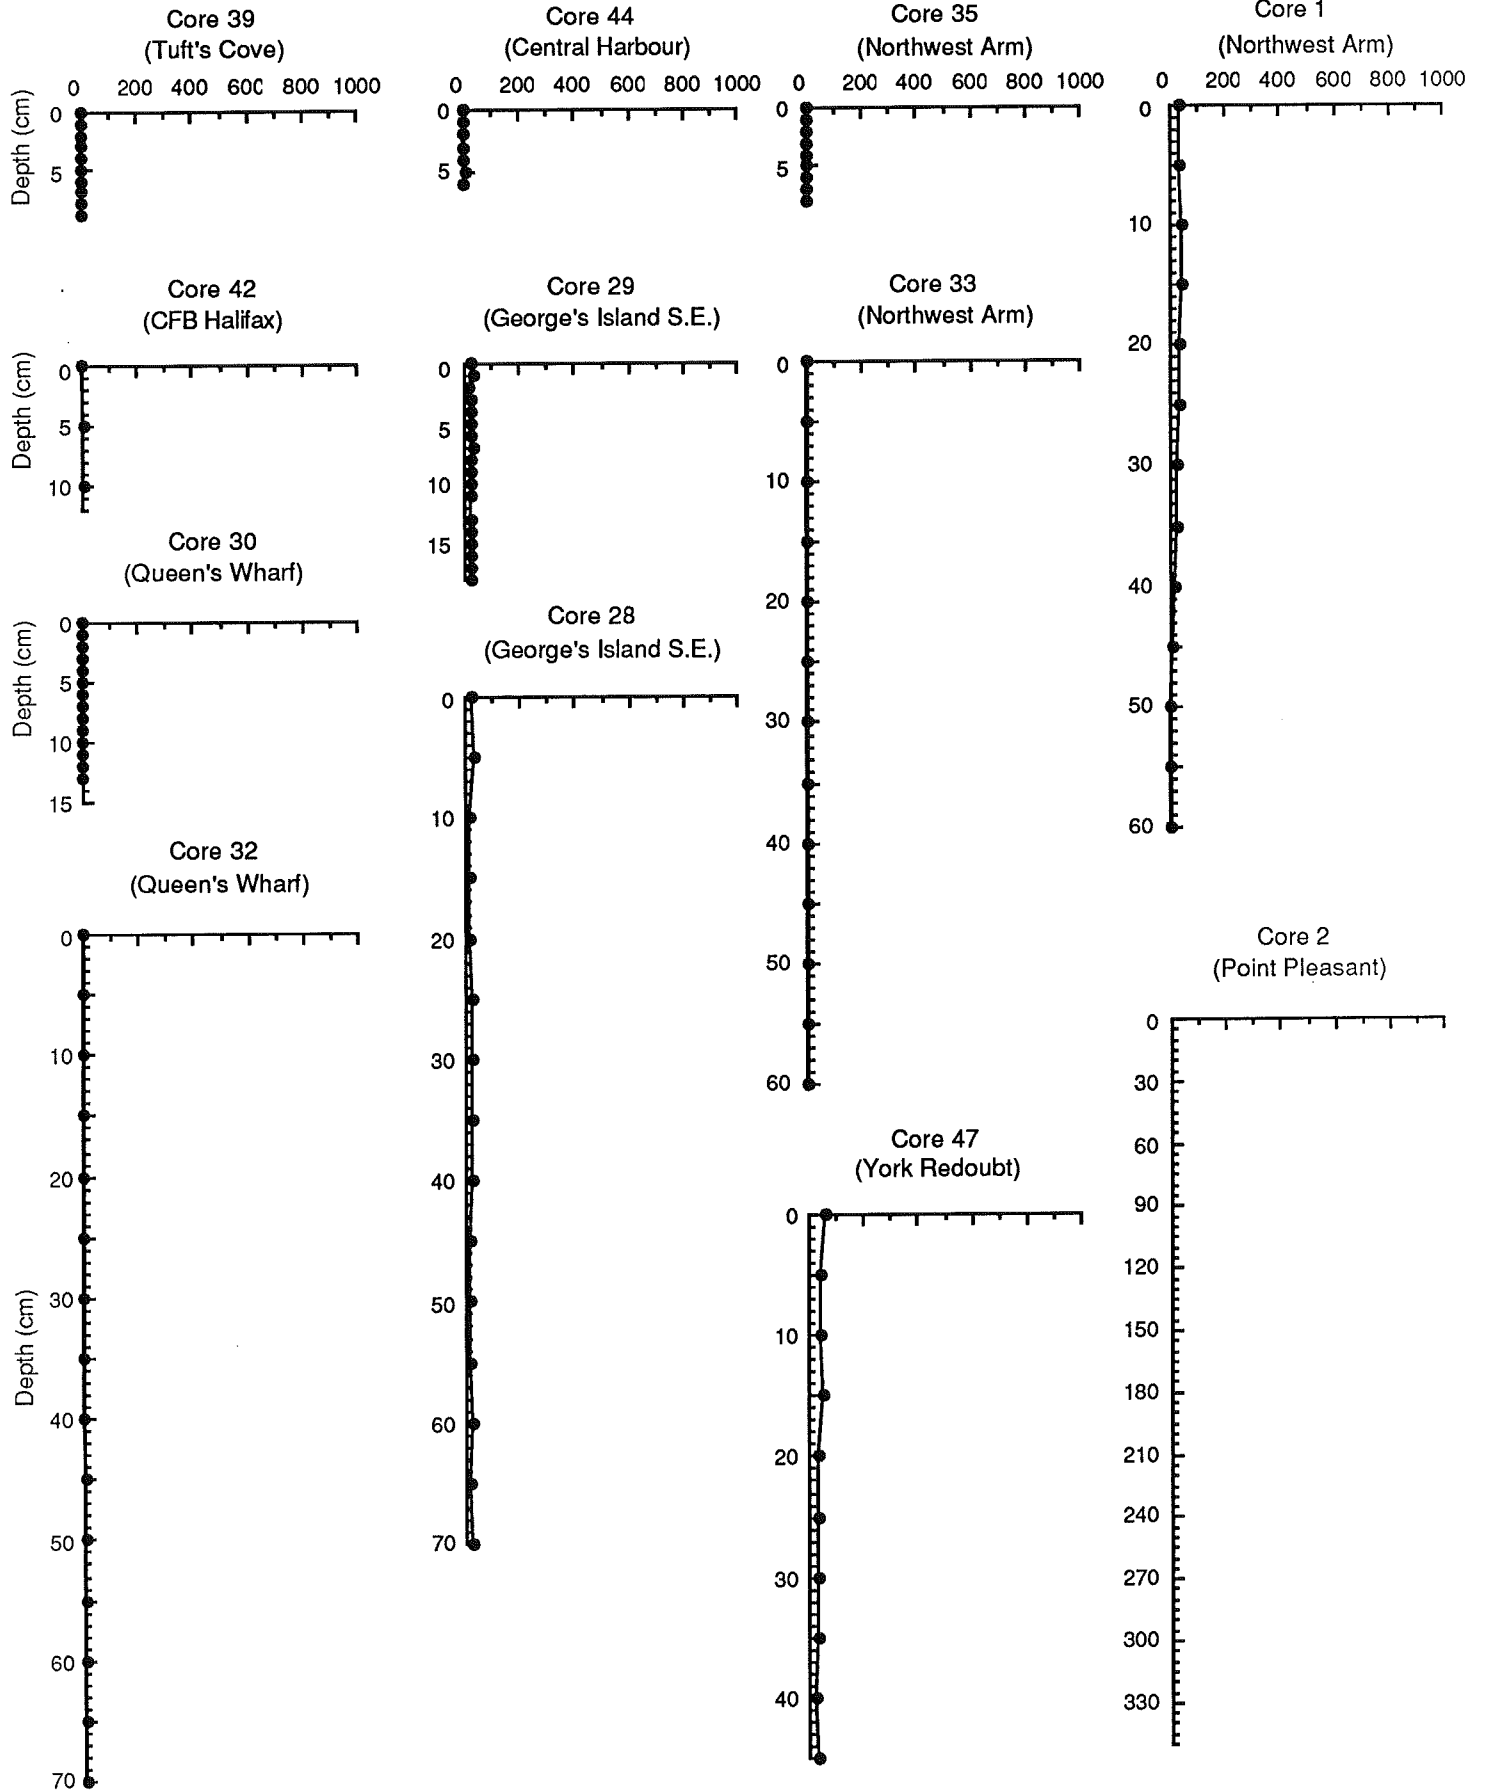 Core 39
(Tuft's Cove)
0 200 400 600 800 1000
Depth (cm)
0
5
Core 42
(CFB Halifax)
Depth (cm)
0
5
10
Core 30
(Queen's Wharf)
Depth (cm)
0
5
10
15
Core 32
(Queen's Wharf)
Depth (cm)
0
10
20
30
40
50
60
70
Core 44
(Central Harbour)
0 200 400 600 800 1000
0
5
Core 29
(George's Island S.E.)
0
5
10
15
Core 28
(George's Island S.E.)
0
10
20
30
40
50
60
70
Core 35
(Northwest Arm)
0 200 400 600 800 1000
0
5
Core 33
(Northwest Arm)
0
10
20
30
40
50
60
Core 47
(York Redoubt)
0
10
20
30
40
Core 1
(Northwest Arm)
0 200 400 600 800 1000
0
10
20
30
40
50
60
Core 2
(Point Pleasant)
0
30
60
90
120
150
180
210
240
270
300
330